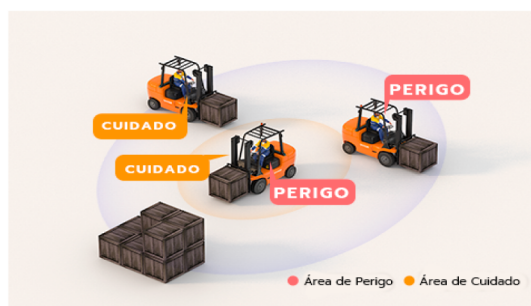 PERIGO
CUIDADO
CUIDADO
PERIGO
Área de Perigo
Área de Cuidado